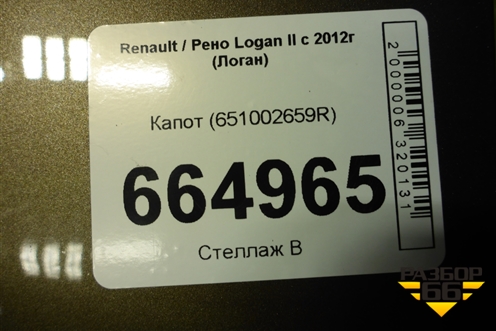 Renault / Рено Logan II с 2012г
(Логан)
Капот (651002659R)
664965
Стеллаж В
2000006320131
РАЗБОР
66